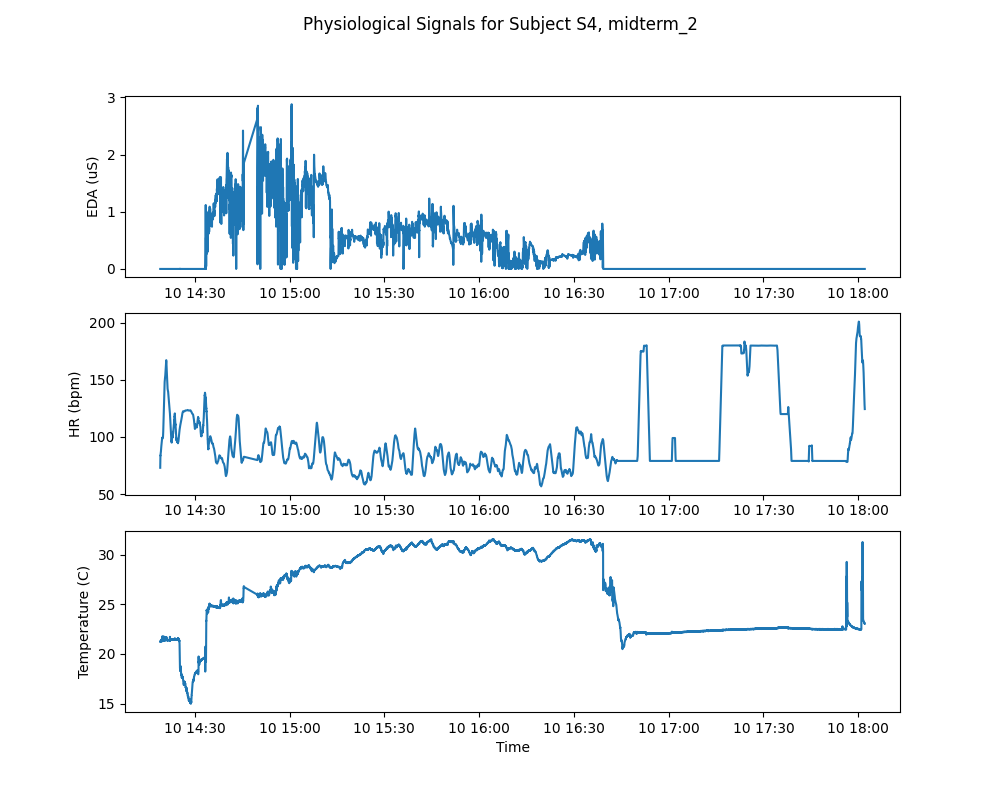 Physiological Signals for Subject S4, midterm_2
3
2
1
0
EDA (uS)
10 14:30 10 15:00 10 15:30 10 16:00 10 16:30 10 17:00 10 17:30 10 18:00
200
150
100
50
HR (bpm)
10 14:30 10 15:00 10 15:30 10 16:00 10 16:30 10 17:00 10 17:30 10 18:00
30
25
20
15
Temperature (C)
10 14:30 10 15:00 10 15:30 10 16:00 10 16:30 10 17:00 10 17:30 10 18:00
Time